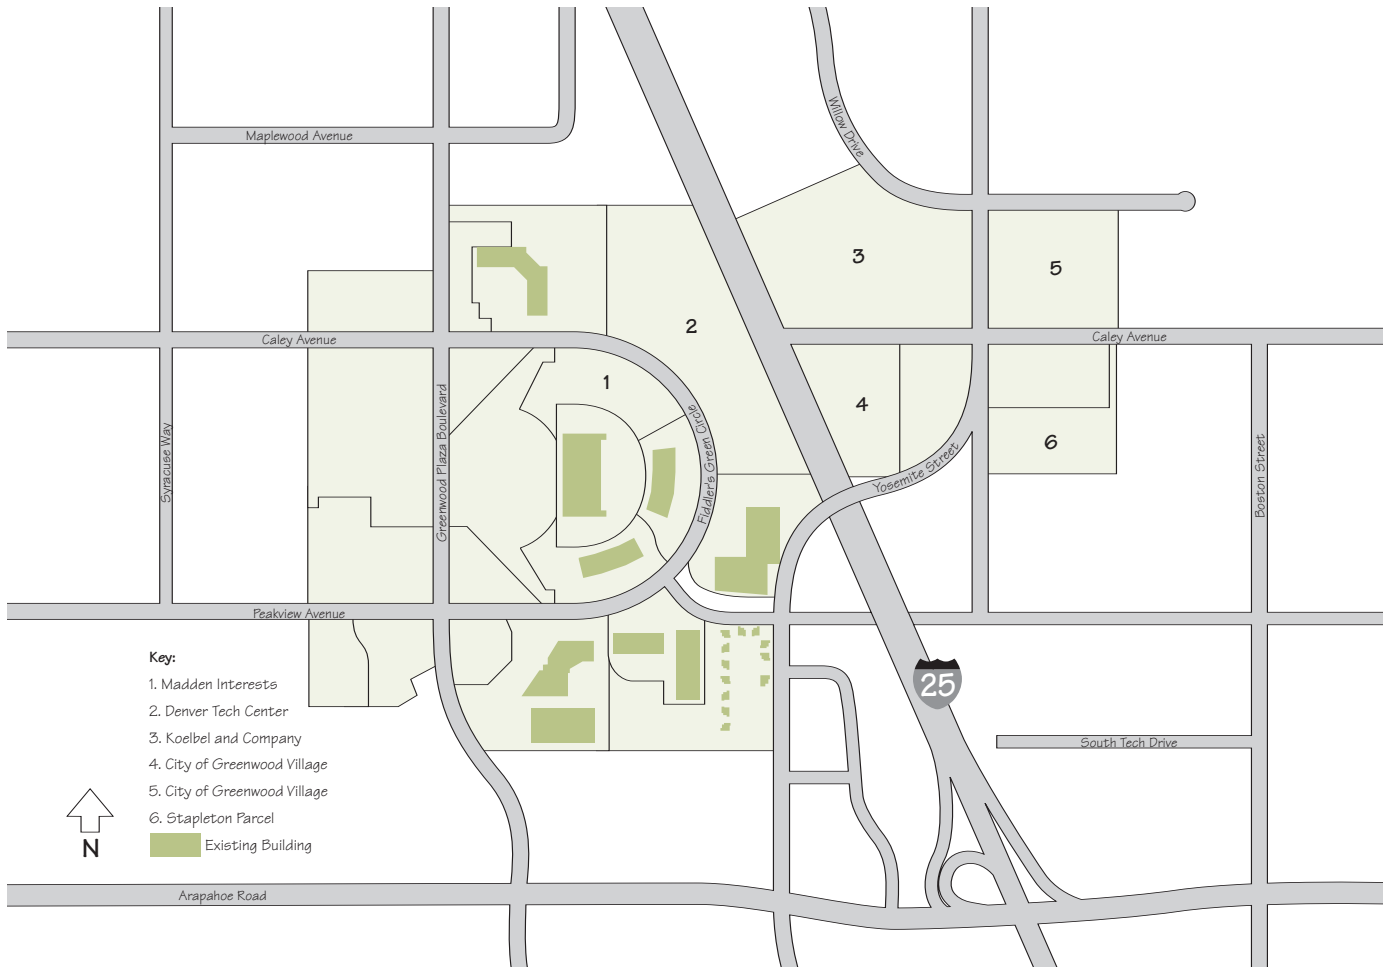 Willow Drive
Maplewood Avenue
3
5
2
Caley Avenue
Caley Avenue
1
4
6
Syracuse Way
Greenwood Plaza Boulevard
Fiddler's Green Circle
Yosemite Street
Boston Street
Peakview Avenue
Key:
1. Madden Interests
2. Denver Tech Center
3. Koelbel and Company
4. City of Greenwood Village
5. City of Greenwood Village
6. Stapleton Parcel
Existing Building
N
25
South Tech Drive
Arapahoe Road